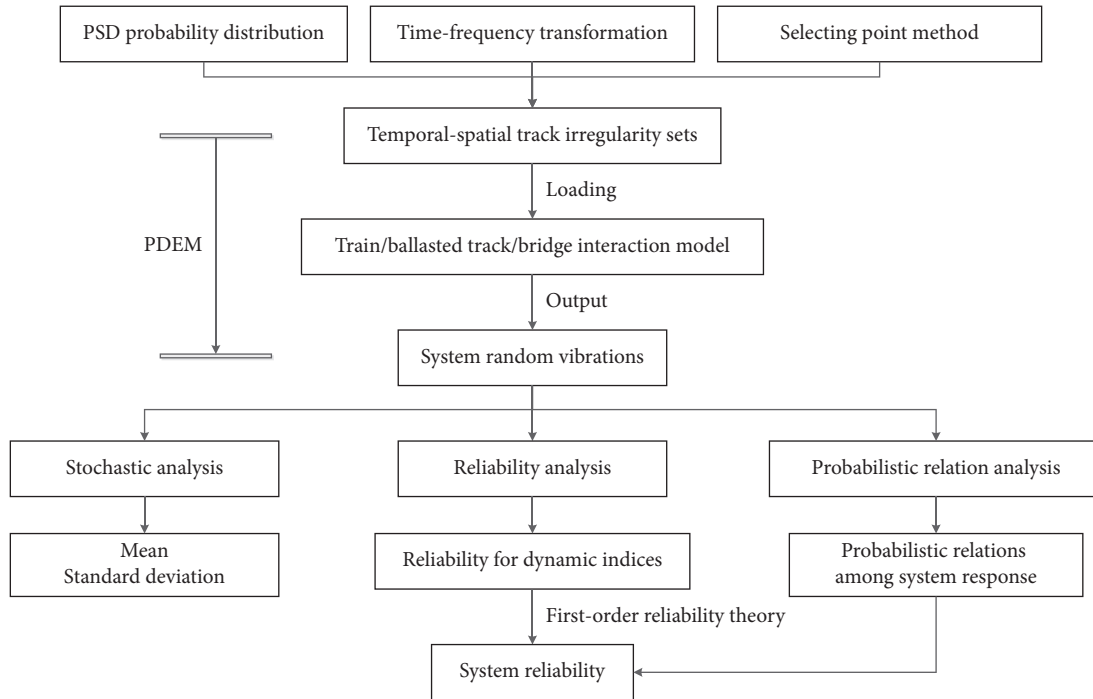 PSD probability distribution
Time-frequency transformation
Selecting point method
Temporal-spatial track irregularity sets
Loading
PDEM
Train/ballasted track/bridge interaction model
Output
System random vibrations
Stochastic analysis
Reliability analysis
Probabilistic relation analysis
Mean
Standard deviation
Reliability for dynamic indices
Probabilistic relations
among system response
First-order reliability theory
System reliability